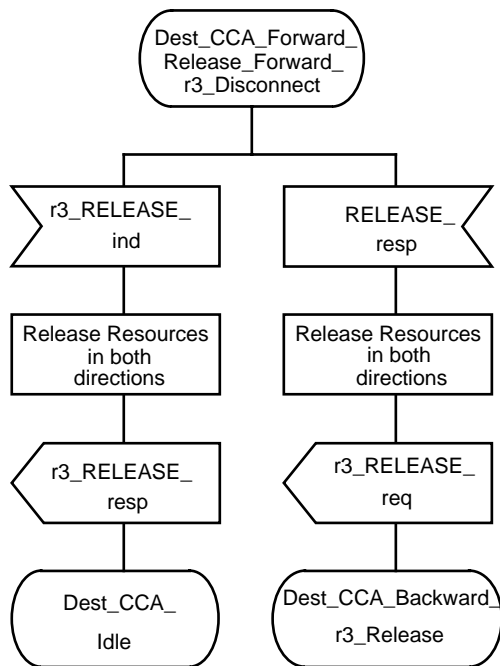 Dest_CCA_Forward_
Release_Forward_
r3_Disconnect
r3_RELEASE_
ind
RELEASE_
resp
Release Resources
in both
directions
Release Resources
in both
directions
r3_RELEASE_
resp
r3_RELEASE_
req
Dest_CCA_
Idle
Dest_CCA_Backward_
r3_Release